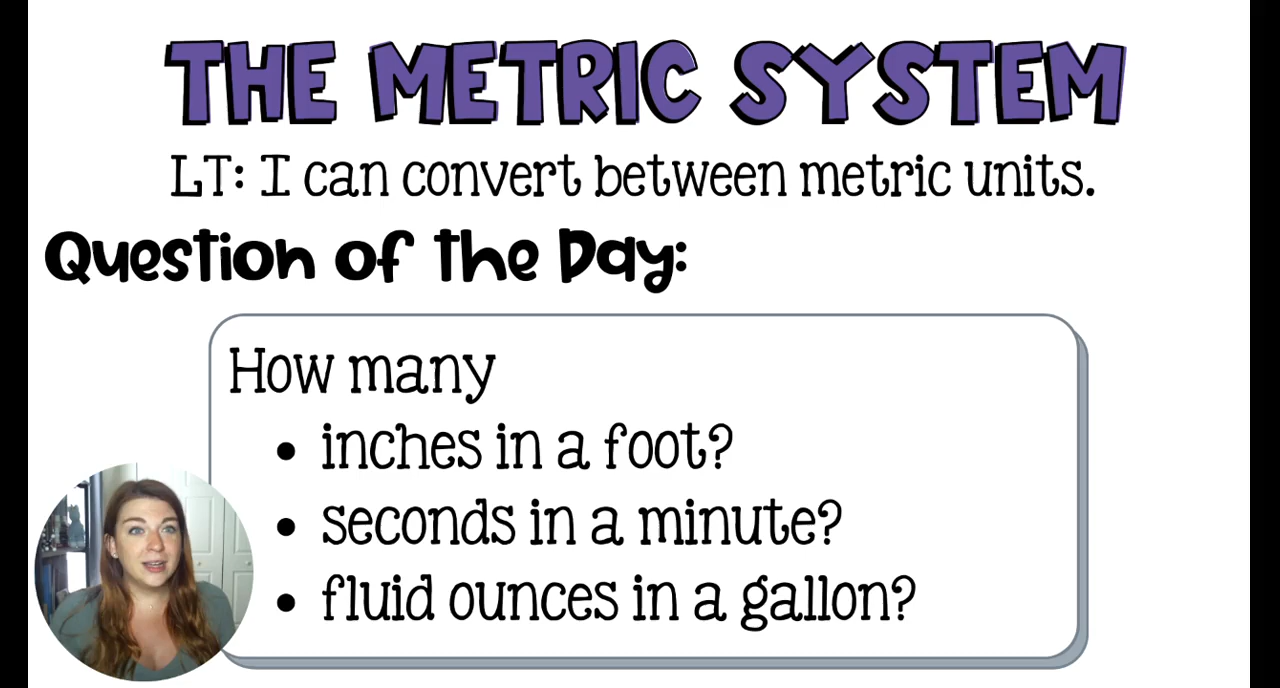 THE METRIC SYSTEM
LT: I can convert between metric units.
Question of the Day:
How many
• inches in a foot?
• seconds in a minute?
• fluid ounces in a gallon?